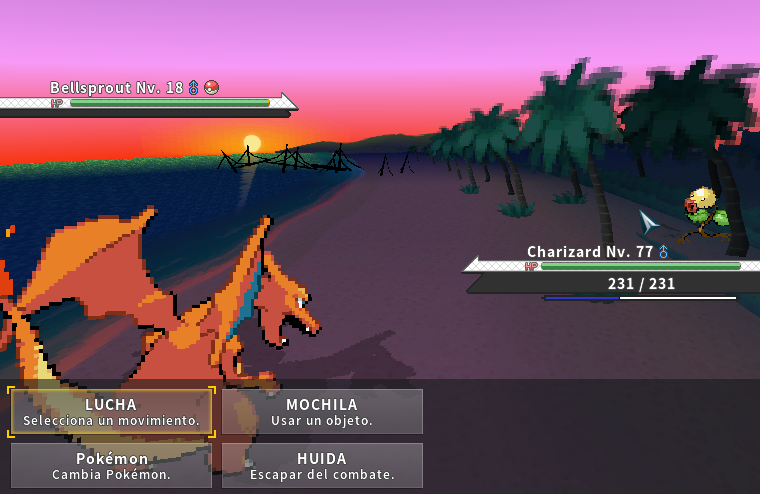 Bellsprout Nv. 18 ♂
HP
Charizard Nv. 77 ♂
HP
231 / 231
LUCHA
Selecciona un movimiento.
MOCHILA
Usar un objeto.
Pokémon
Cambia Pokémon.
HUIDA
Escapar del combate.